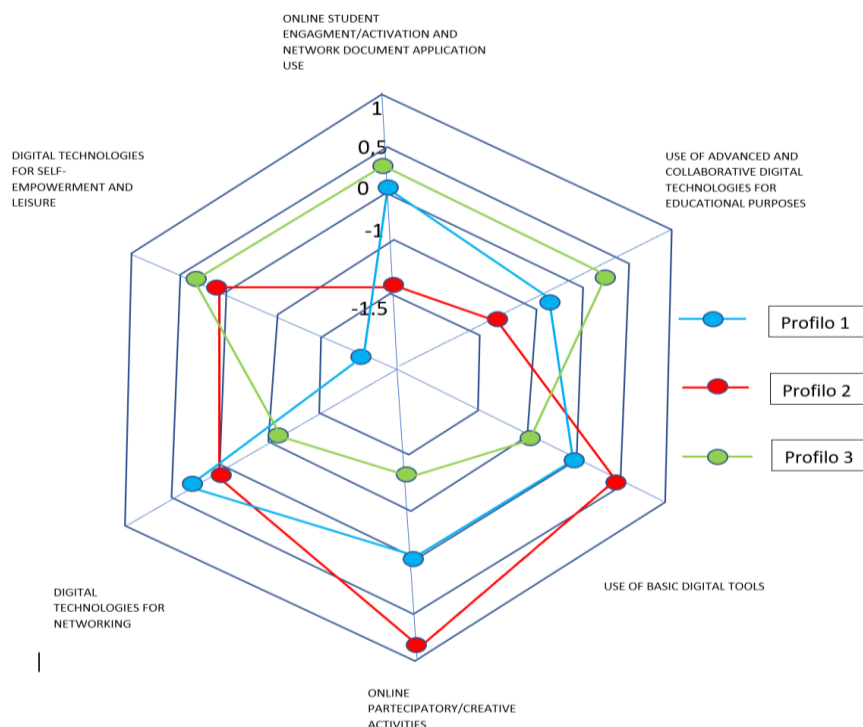 ONLINE STUDENT
ENGAGMENT/ACTIVATION AND
NETWORK DOCUMENT APPLICATION
USE
1
0,5
0
-1
-1.5
DIGITAL TECHNOLOGIES
FOR SELF-
EMPOWERMENT AND
LEISURE
USE OF ADVANCED AND
COLLABORATIVE DIGITAL
TECHNOLOGIES FOR
EDUCATIONAL PURPOSES
Profilo 1
Profilo 2
Profilo 3
USE OF BASIC DIGITAL TOOLS
DIGITAL
TECHNOLOGIES FOR
NETWORKING
ONLINE
PARTECIPATORY/CREATIVE
ACTIVITIES